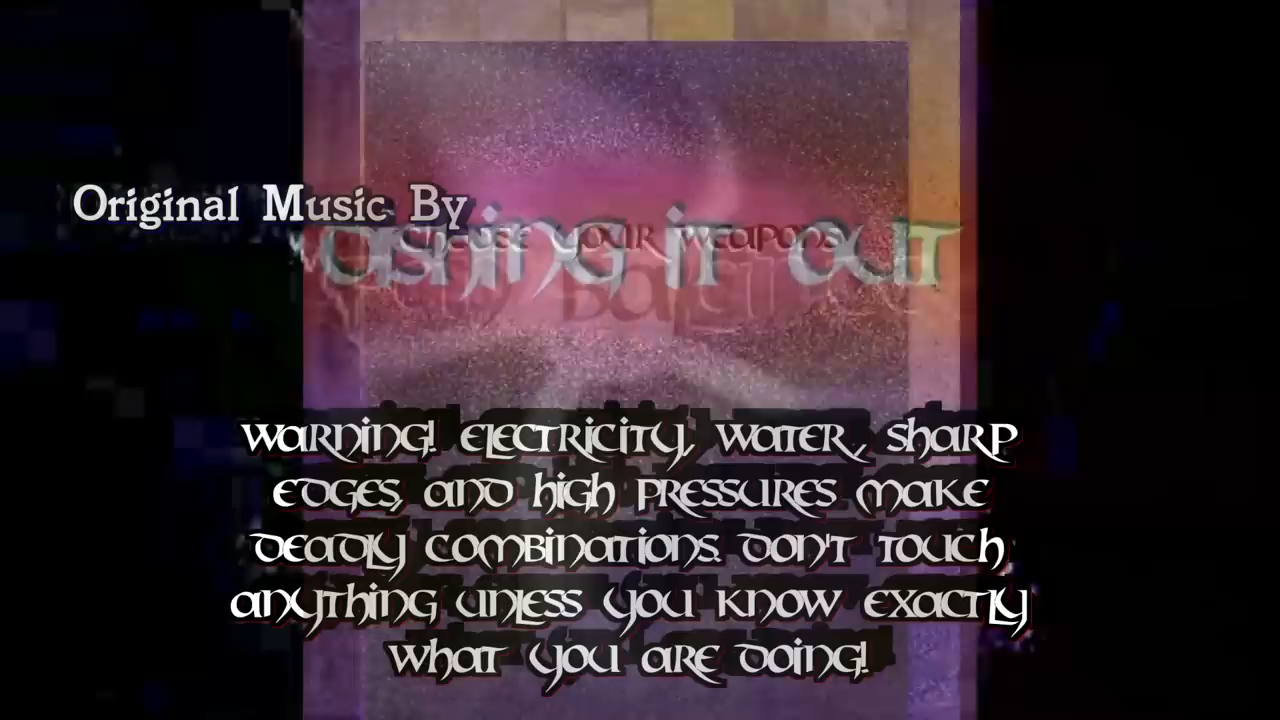 Original Music By
Choose your weapons
ashing it out
Warning! Electricity, water, sharp
edges, and high pressures make
deadly combinations. Don't touch
anything unless you know exactly
what you are doing!